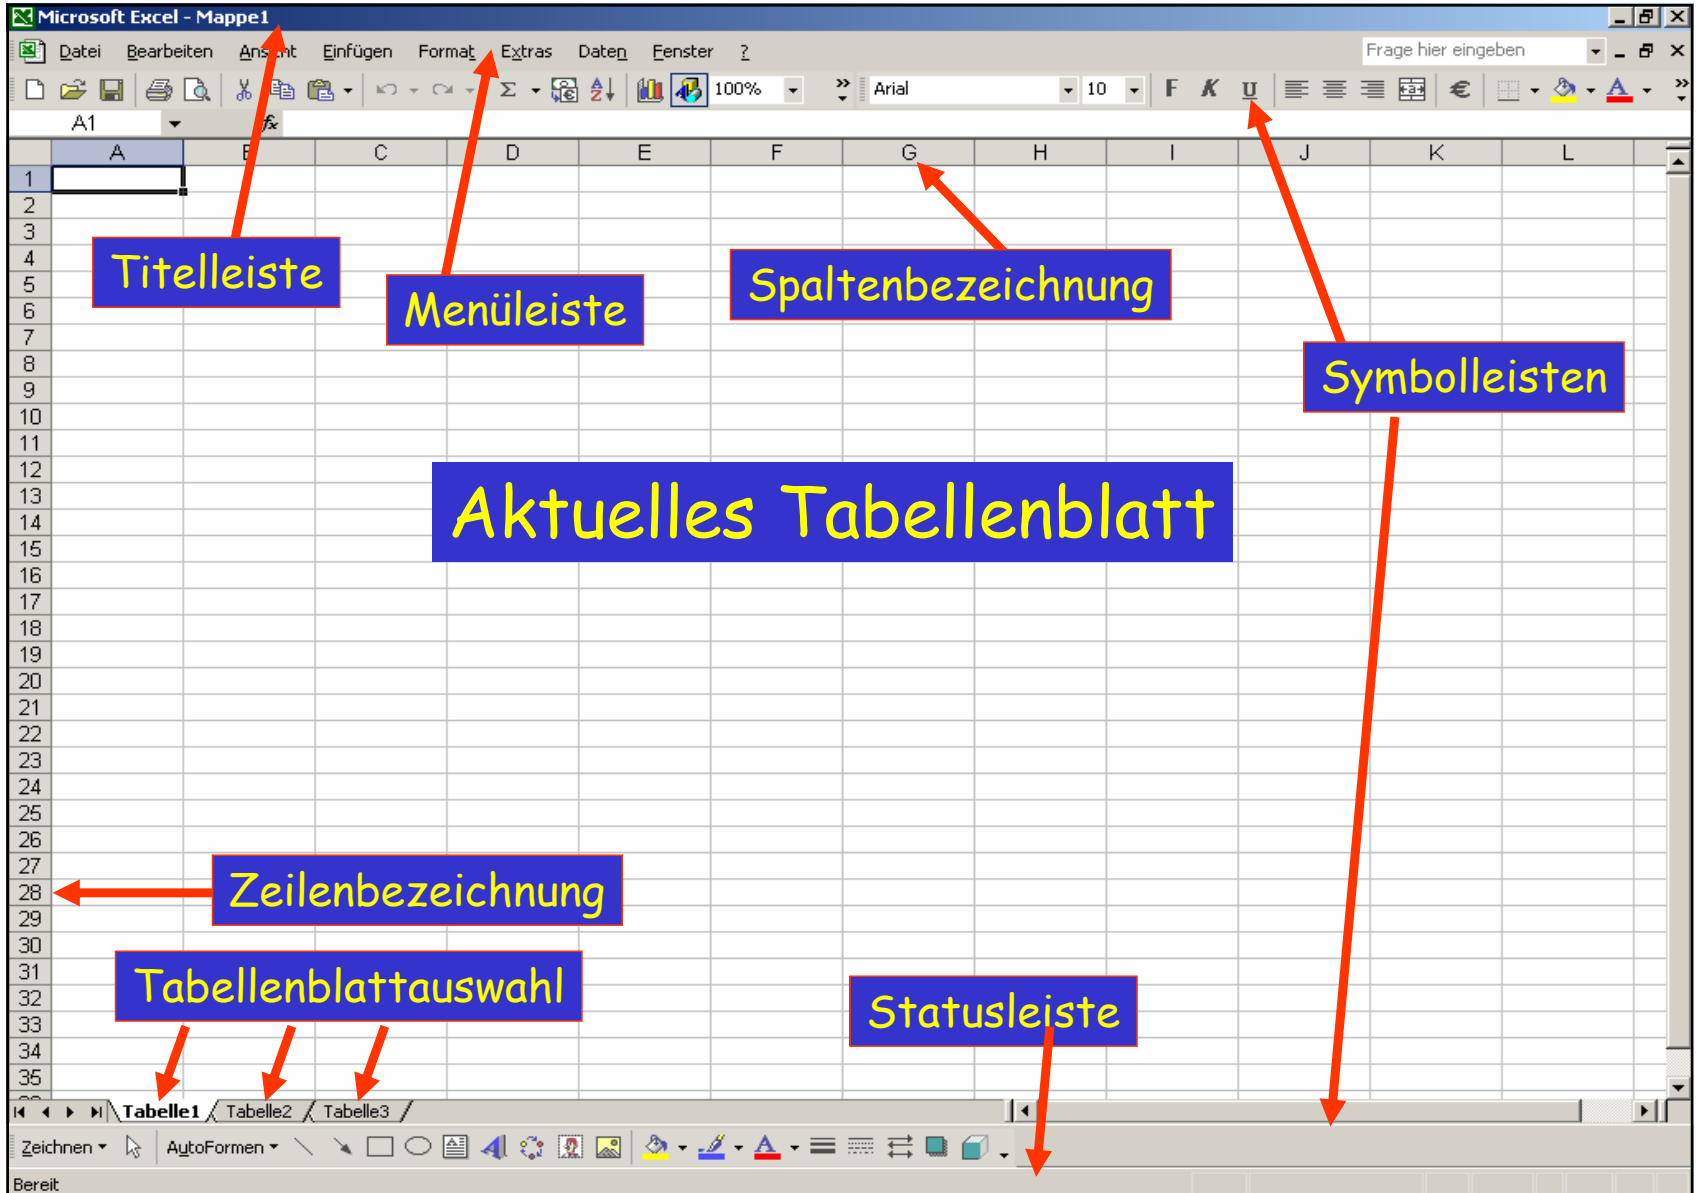 Microsoft Excel - Mappe1
Datei Bearbeiten Ansicht Einfügen Format Extras Daten Fenster ? Frage hier eingeben
100% Arial 10 F K U
A1 fx
A B C D E F G H I J K L
1
2
3
Titelleiste
4
Spaltenbezeichnung
5
Menüleiste
6
7
8
Symbolleisten
9
10
11
12
13
Aktuelles Tabellenblatt
14
15
16
17
18
19
20
21
22
23
24
25
26
27
28
Zeilenbezeichnung
29
30
31
Tabellenblattauswahl
32
Statusleiste
33
34
35
Tabelle1 Tabelle2 Tabelle3
Zeichnen AutoFormen
Bereit